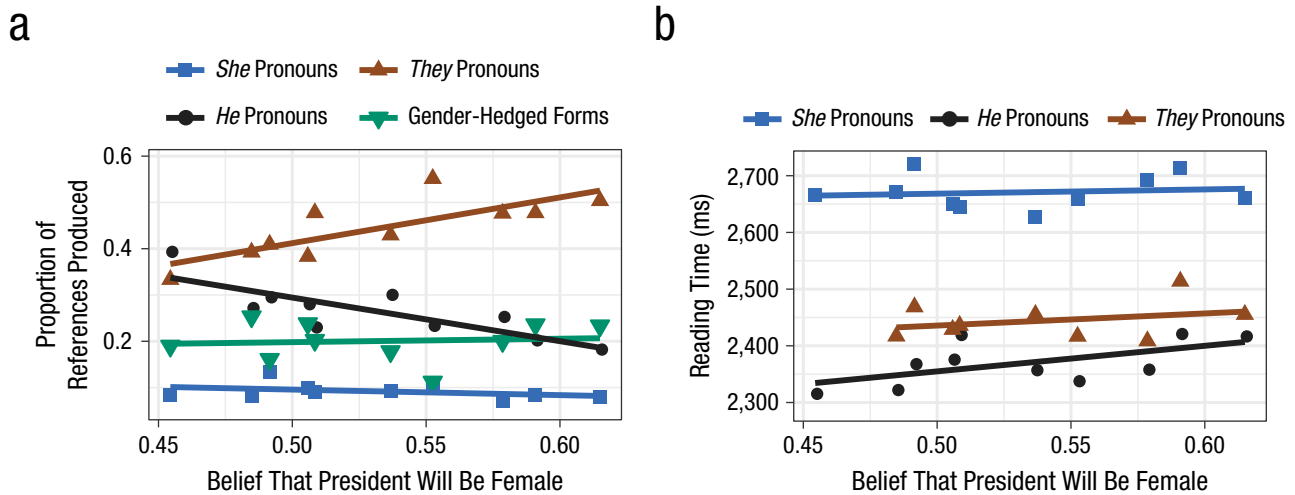 a
She Pronouns They Pronouns
He Pronouns Gender-Hedged Forms
Proportion of
References Produced
0.6
0.4
0.2
0.45 0.50 0.55 0.60
Belief That President Will Be Female
b
She Pronouns He Pronouns They Pronouns
Reading Time (ms)
2,700
2,600
2,500
2,400
2,300
0.45 0.50 0.55 0.60
Belief That President Will Be Female